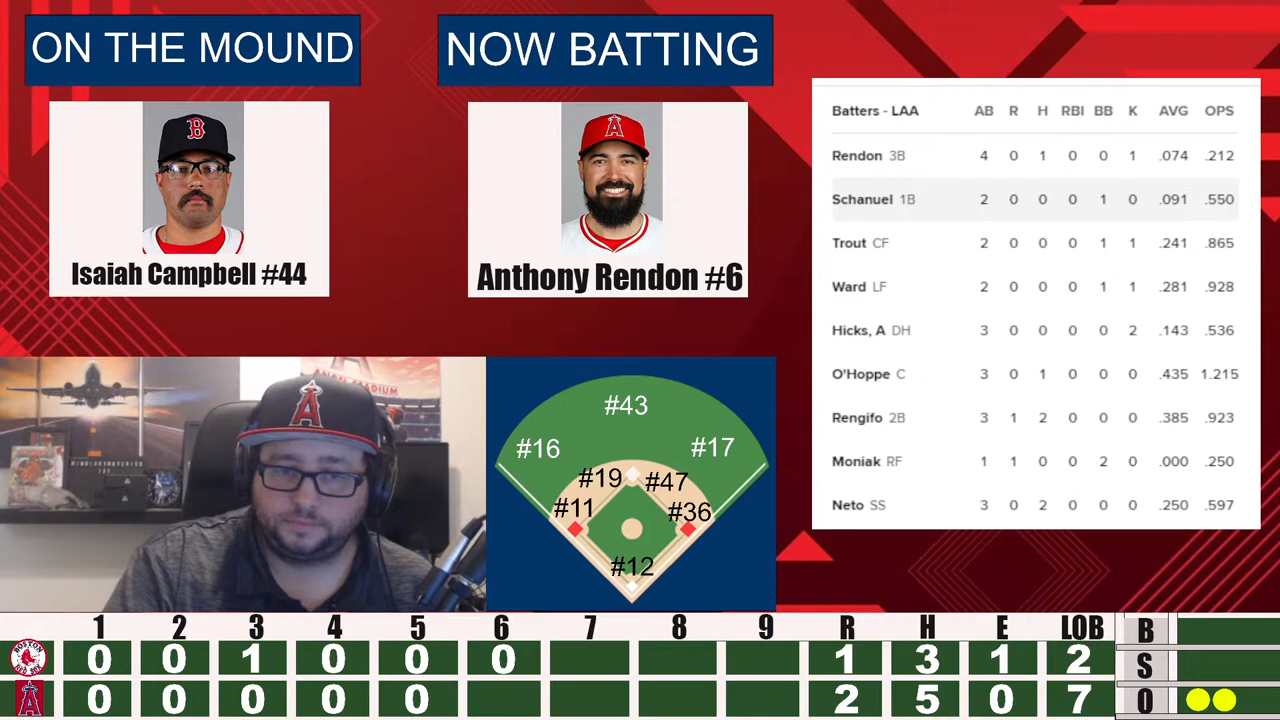 ON THE MOUND
NOW BATTING
Isaiah Campbell #44
Anthony Rendon #6
Batters - LAA AB R H RBI BB K AVG OPS
Rendon 3B 4 0 1 0 0 1 .074 .212
Schanuel 1B 2 0 0 0 1 0 .091 .550
Trout CF 2 0 0 0 1 1 .241 .865
Ward LF 2 0 0 0 1 1 .281 .928
Hicks, A DH 3 0 0 0 0 2 .143 .536
O'Hoppe C 3 0 1 0 0 0 .435 1.215
Rengifo 2B 3 1 2 0 0 0 .385 .923
Moniak RF 1 1 0 0 2 0 .000 .250
Neto SS 3 0 2 0 0 0 .250 .597
#43
#16 #17
#19 #47
#11 #36
#12
1 2 3 4 5 6 7 8 9 R H E LOB B
0 0 1 0 0 0 1 3 1 2 S
0 0 0 0 0 2 5 0 7 O